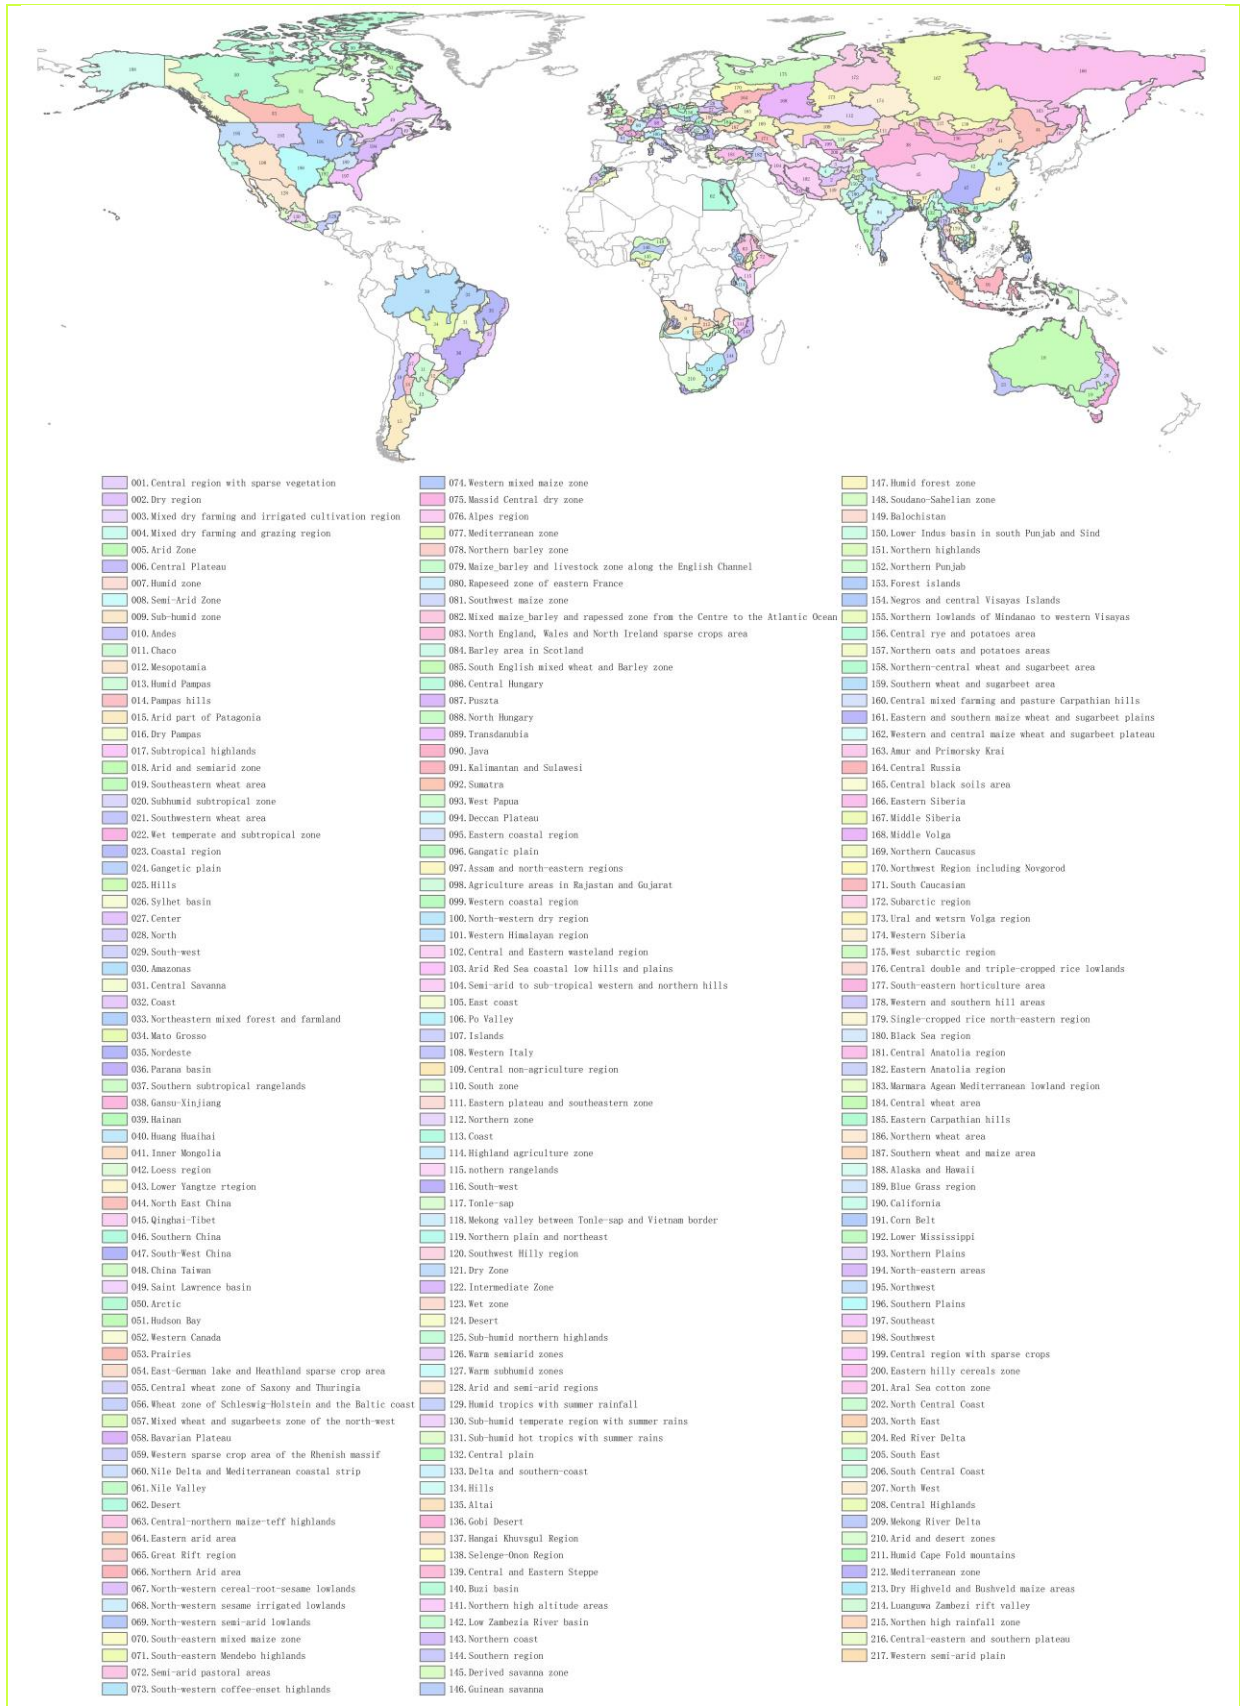 001. Central region with sparse vegetation
002. Dry region
003. Mixed dry farming and irrigated cultivation region
004. Mixed dry farming and grazing region
005. Arid Zone
006. Central Plateau
007. Humid zone
008. Semi-Arid Zone
009. Sub-humid zone
010. Andes
011. Chaco
012. Mesopotamia
013. Humid Pampas
014. Pampas hills
015. Arid part of Patagonia
016. Dry Pampas
017. Subtropical highlands
018. Arid and semiarid zone
019. Southeastern wheat area
020. Subhumid subtropical zone
021. Southwestern wheat area
022. Wet temperate and subtropical zone
023. Coastal region
024. Gangetic plain
025. Hills
026. Sylhet basin
027. Center
028. North
029. South-west
030. Amazonas
031. Central Savanna
032. Coast
033. Northeastern mixed forest and farmland
034. Mato Grosso
035. Nordeste
036. Parana basin
037. Southern subtropical rangelands
038. Gansu-Xinjiang
039. Hainan
040. Huang Huaihai
041. Inner Mongolia
042. Loess region
043. Lower Yangtze rtegion
044. North East China
045. Qinghai-Tibet
046. Southern China
047. South-West China
048. China Taiwan
049. Saint Lawrence basin
050. Arctic
051. Hudson Bay
052. Western Canada
053. Prairies
054. East-German lake and Heathland sparse crop area
055. Central wheat zone of Saxony and Thuringia
056. Wheat zone of Schleswig-Holstein and the Baltic coast
057. Mixed wheat and sugarbeets zone of the north-west
058. Bavarian Plateau
059. Western sparse crop area of the Rhenish massif
060. Nile Delta and Mediterranean coastal strip
061. Nile Valley
062. Desert
063. Central-northern maize-teff highlands
064. Eastern arid area
065. Great Rift region
066. Northern Arid area
067. North-western cereal-root-sesame lowlands
068. North-western sesame irrigated lowlands
069. North-western semi-arid lowlands
070. South-eastern mixed maize zone
071. South-eastern Mendebo highlands
072. Semi-arid pastoral areas
073. South-western coffee-enset highlands
074. Western mixed maize zone
075. Massid Central dry zone
076. Alpes region
077. Mediterranean zone
078. Northern barley zone
079. Maize_barley and livestock zone along the English Channel
080. Rapeseed zone of eastern France
081. Southwest maize zone
082. Mixed maize_barley and rapessed zone from the Centre to the Atlantic Ocean
083. North England, Wales and North Ireland sparse crops area
084. Barley area in Scotland
085. South English mixed wheat and Barley zone
086. Central Hungary
087. Puszta
088. North Hungary
089. Transdanubia
090. Java
091. Kalimantan and Sulawesi
092. Sumatra
093. West Papua
094. Deccan Plateau
095. Eastern coastal region
096. Gangatic plain
097. Assam and north-eastern regions
098. Agriculture areas in Rajastan and Gujarat
099. Western coastal region
100. North-western dry region
101. Western Himalayan region
102. Central and Eastern wasteland region
103. Arid Red Sea coastal low hills and plains
104. Semi-arid to sub-tropical western and northern hills
105. East coast
106. Po Valley
107. Islands
108. Western Italy
109. Central non-agriculture region
110. South zone
111. Eastern plateau and southeastern zone
112. Northern zone
113. Coast
114. Highland agriculture zone
115. nothern rangelands
116. South-west
117. Tonle-sap
118. Mekong valley between Tonle-sap and Vietnam border
119. Northern plain and northeast
120. Southwest Hilly region
121. Dry Zone
122. Intermediate Zone
123. Wet zone
124. Desert
125. Sub-humid northern highlands
126. Warm semiarid zones
127. Warm subhumid zones
128. Arid and semi-arid regions
129. Humid tropics with summer rainfall
130. Sub-humid temperate region with summer rains
131. Sub-humid hot tropics with summer rains
132. Central plain
133. Delta and southern-coast
134. Hills
135. Altai
136. Gobi Desert
137. Hangai Khuvsgul Region
138. Selenge-Onon Region
139. Central and Eastern Steppe
140. Buzi basin
141. Northern high altitude areas
142. Low Zambezia River basin
143. Northern coast
144. Southern region
145. Derived savanna zone
146. Guinean savanna
147. Humid forest zone
148. Soudano-Sahelian zone
149. Balochistan
150. Lower Indus basin in south Punjab and Sind
151. Northern highlands
152. Northern Punjab
153. Forest islands
154. Negros and central Visayas Islands
155. Northern lowlands of Mindanao to western Visayas
156. Central rye and potatoes area
157. Northern oats and potatoes areas
158. Northern-central wheat and sugarbeet area
159. Southern wheat and sugarbeet area
160. Central mixed farming and pasture Carpathian hills
161. Eastern and southern maize wheat and sugarbeet plains
162. Western and central maize wheat and sugarbeet plateau
163. Amur and Primorsky Krai
164. Central Russia
165. Central black soils area
166. Eastern Siberia
167. Middle Siberia
168. Middle Volga
169. Northern Caucasus
170. Northwest Region including Novgorod
171. South Caucasian
172. Subarctic region
173. Ural and wetsrn Volga region
174. Western Siberia
175. West subarctic region
176. Central double and triple-cropped rice lowlands
177. South-eastern horticulture area
178. Western and southern hill areas
179. Single-cropped rice north-eastern region
180. Black Sea region
181. Central Anatolia region
182. Eastern Anatolia region
183. Marmara Agean Mediterranean lowland region
184. Central wheat area
185. Eastern Carpathian hills
186. Northern wheat area
187. Southern wheat and maize area
188. Alaska and Hawaii
189. Blue Grass region
190. California
191. Corn Belt
192. Lower Mississippi
193. Northern Plains
194. North-eastern areas
195. Northwest
196. Southern Plains
197. Southeast
198. Southwest
199. Central region with sparse crops
200. Eastern hilly cereals zone
201. Aral Sea cotton zone
202. North Central Coast
203. North East
204. Red River Delta
205. South East
206. South Central Coast
207. North West
208. Central Highlands
209. Mekong River Delta
210. Arid and desert zones
211. Humid Cape Fold mountains
212. Mediterranean zone
213. Dry Highveld and Bushveld maize areas
214. Luanguwa Zambezi rift valley
215. Northen high rainfall zone
216. Central-eastern and southern plateau
217. Western semi-arid plain